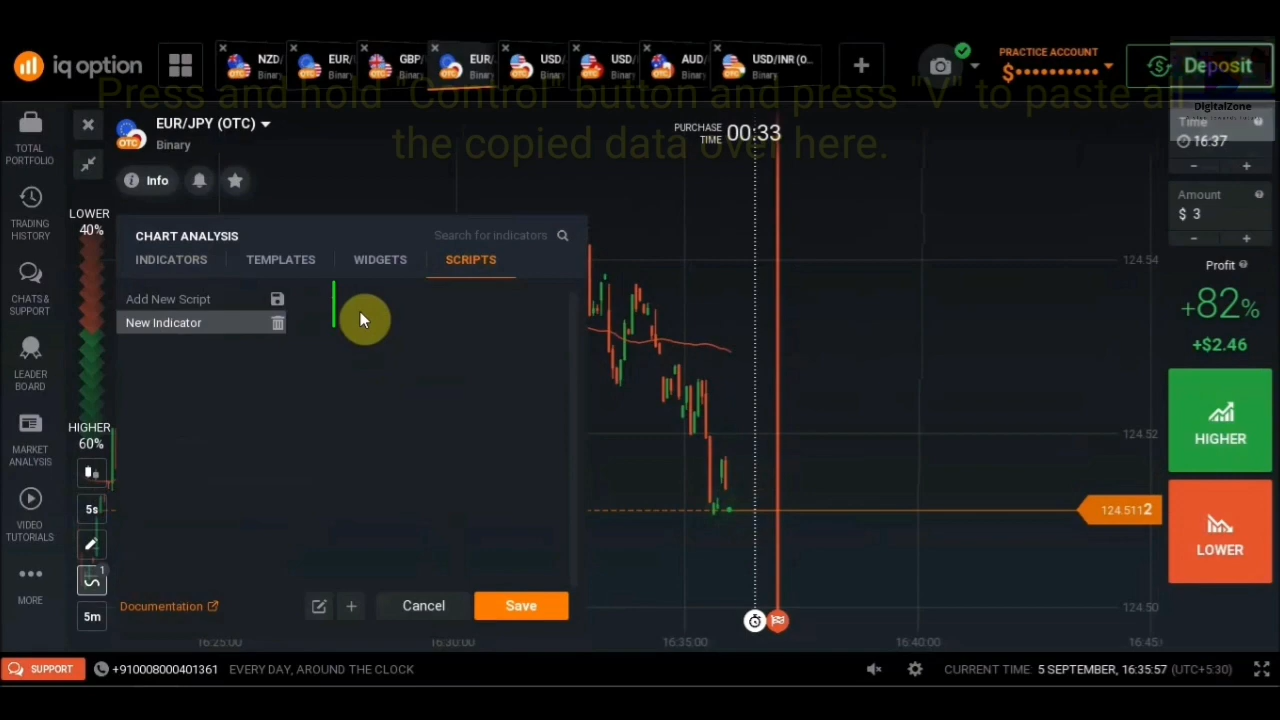 iq option
NZD/
Binary
EUR/
Binary
GBP/
Binary
EUR/
Binary
USD/
Binary
USD/
Binary
AUD/
Binary
USD/INR (O...
Binary
PRACTICE ACCOUNT
$••••••••••
Deposit
Press and hold "Control" button and press "V" to paste all
the copied data over here.
DigitalZone
TOTAL
PORTFOLIO
TRADING
HISTORY
CHATS &
SUPPORT
LEADER
BOARD
MARKET
ANALYSIS
VIDEO
TUTORIALS
MORE
EUR/JPY (OTC)
Binary
Info
PURCHASE
TIME
00:33
LOWER
40%
HIGHER
60%
5s
1
5m
CHART ANALYSIS
Search for indicators
INDICATORS
TEMPLATES
WIDGETS
SCRIPTS
Add New Script
New Indicator
Documentation
Cancel
Save
124.54
124.52
124.5112
124.50
16:25:00
16:30:00
16:35:00
16:40:00
16:45:
Time
16:37
- +
Amount
$ 3
- +
Profit
+82%
+$2.46
HIGHER
LOWER
SUPPORT
+910008000401361
EVERY DAY, AROUND THE CLOCK
CURRENT TIME: 5 SEPTEMBER, 16:35:57 (UTC+5:30)